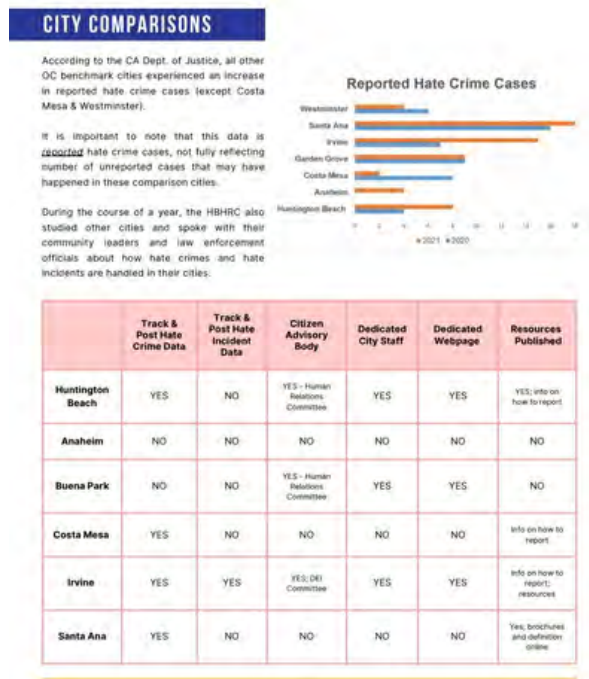 CITY COMPARISONS
According to the CA Dept. of Justice, all other
OC benchmark cities experienced an increase
in reported hate crime cases (except Costa
Mesa & Westminster).
It is important to note that this data is
reported hate crime cases, not fully reflecting
number of unreported cases that may have
happened in these comparison cities.
During the course of a year, the HBHRC also
studied other cities and spoke with their
community leaders and law enforcement
officials about how hate crimes and hate
incidents are handled in their cities.
Reported Hate Crime Cases
Westminster
Santa Ana
Irvine
Garden Grove
Costa Mesa
Anaheim
Huntington Beach
2021 2020
Track & Post Hate Crime Data
Track & Post Hate Incident Data
Citizen Advisory Body
Dedicated City Staff
Dedicated Webpage
Resources Published
Huntington Beach YES NO YES - Human Relations Committee YES YES YES; info on how to report
Anaheim NO NO NO NO NO NO
Buena Park NO NO YES - Human Relations Committee YES YES NO
Costa Mesa YES NO NO NO NO Info on how to report
Irvine YES YES YES; DEI Committee YES YES Info on how to report; resources
Santa Ana YES NO NO NO NO Yes; brochures and definition online